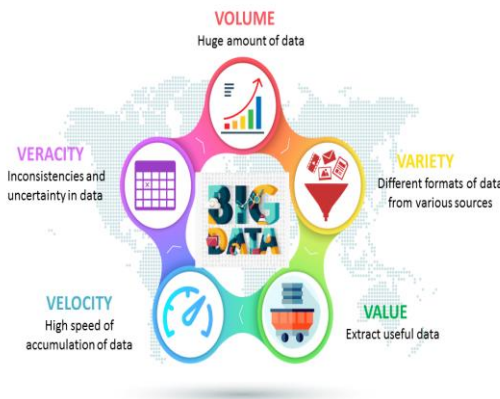 VOLUME
Huge amount of data
VERACITY
Inconsistencies and
uncertainty in data
VARIETY
Different formats of data
from various sources
BIG
DATA
VELOCITY
High speed of
accumulation of data
VALUE
Extract useful data